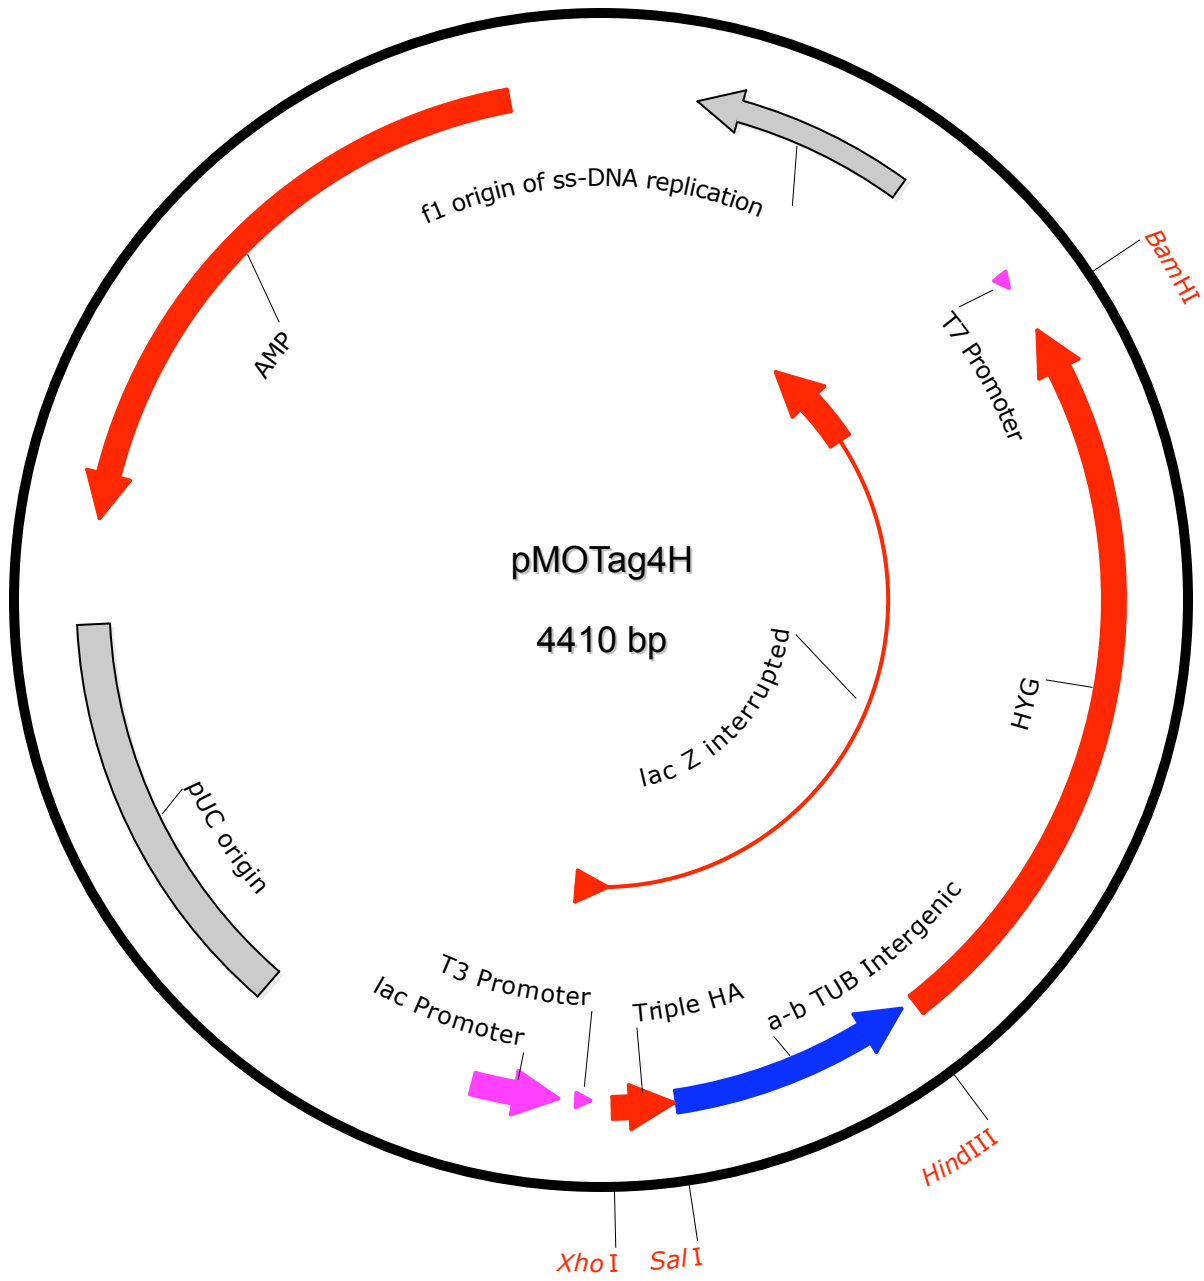 f1 origin of ss-DNA replication
BamHI
T7 Promoter
AMP
pMOTag4H
4410 bp
lac Z interrupted
HYG
pUC origin
a-b TUB Intergenic
T3 Promoter
Triple HA
lac Promoter
HindIII
Xho I
Sal I